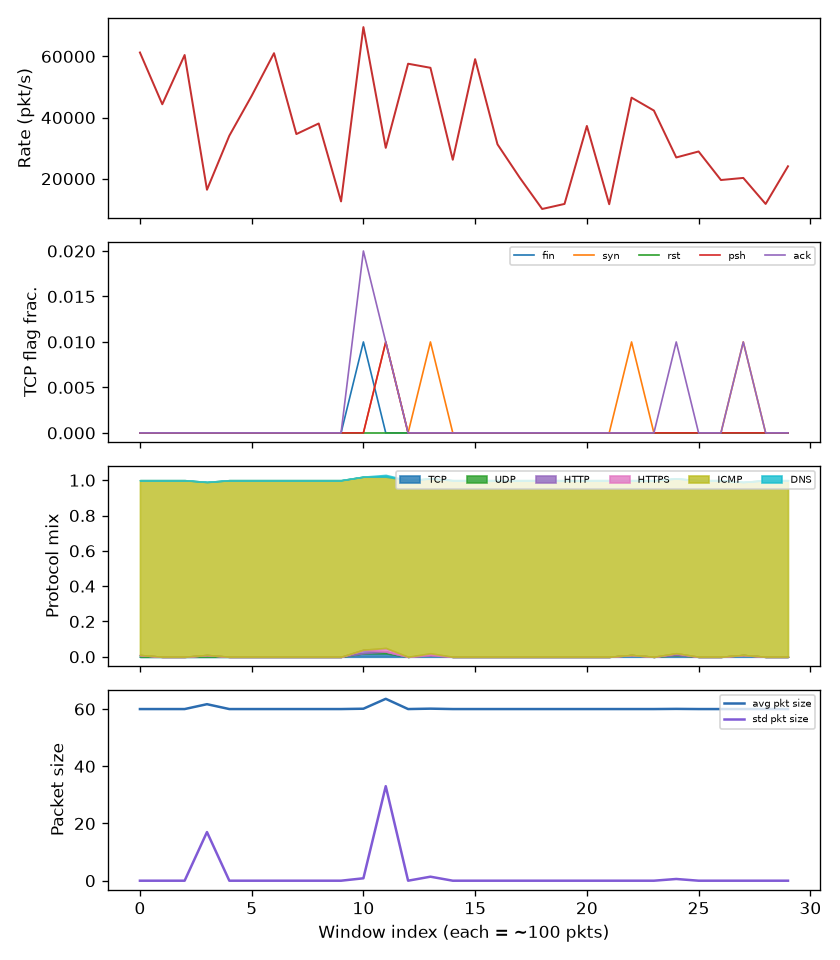 Rate (pkt/s)
60000
40000
20000
TCP flag frac.
0.020
0.015
0.010
0.005
0.000
fin syn rst psh ack
Protocol mix
1.0
0.8
0.6
0.4
0.2
0.0
TCP UDP HTTP HTTPS ICMP DNS
Packet size
60
40
20
0
avg pkt size
std pkt size
0 5 10 15 20 25 30
Window index (each = ~100 pkts)